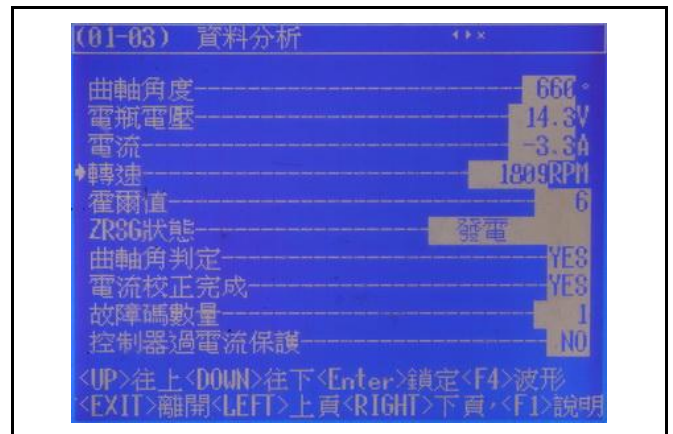 (01-03) 資料分析 ◂ ▸ ×
曲軸角度 660°
電瓶電壓 14.3V
電流 -3.3A
轉速 1809RPM
霍爾值 6
ZRSG狀態 發電
曲軸角判定 YES
電流校正完成 YES
故障碼數量 1
控制器過電流保護 NO
<UP>往上<DOWN>往下<Enter>鎖定<F4>波形
<EXIT>離開<LEFT>上頁<RIGHT>下頁,<F1>說明